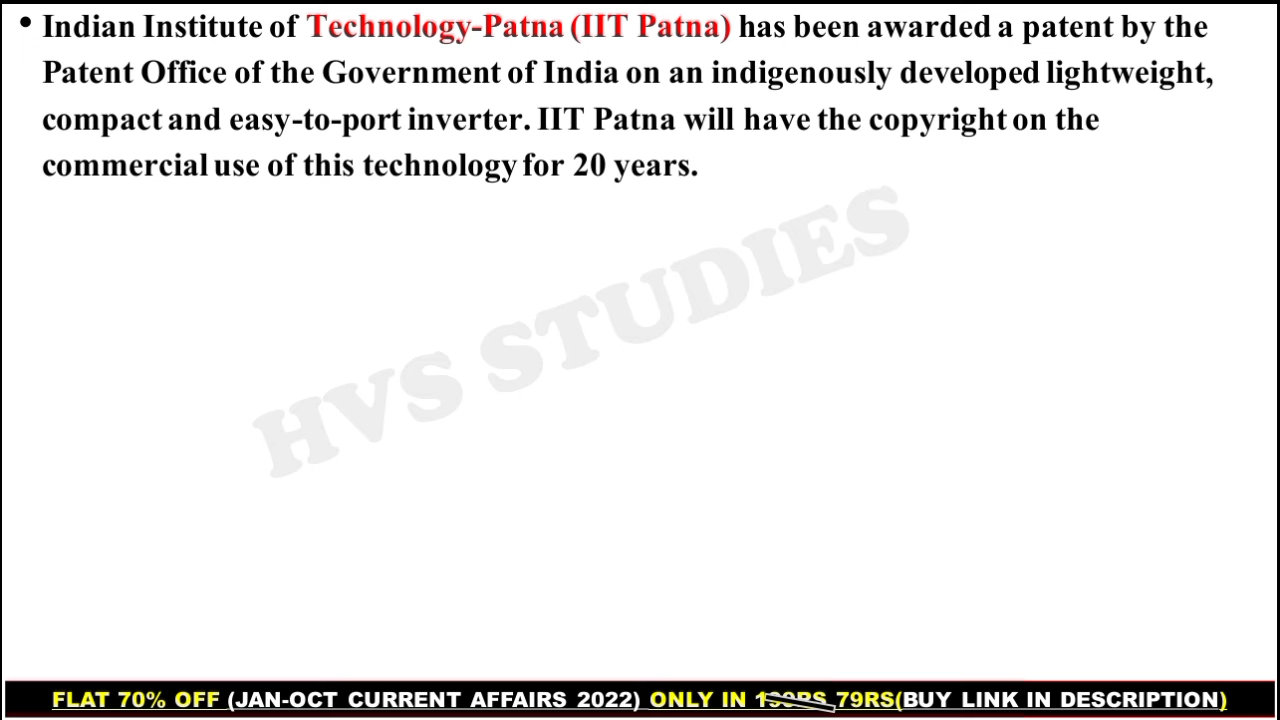 • Indian Institute of Technology-Patna (IIT Patna) has been awarded a patent by the
Patent Office of the Government of India on an indigenously developed lightweight,
compact and easy-to-port inverter. IIT Patna will have the copyright on the
commercial use of this technology for 20 years.
HVS STUDIES
FLAT 70% OFF (JAN-OCT CURRENT AFFAIRS 2022) ONLY IN 79RS(BUY LINK IN DESCRIPTION)